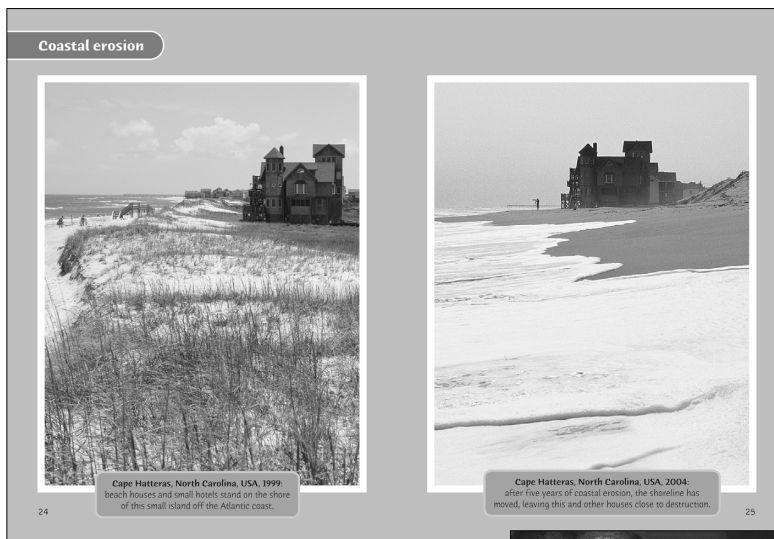 Coastal erosion
Cape Hatteras, North Carolina, USA, 1999:
beach houses and small hotels stand on the shore
of this small island off the Atlantic coast.
24
Cape Hatteras, North Carolina, USA, 2004:
after five years of coastal erosion, the shoreline has
moved, leaving this and other houses close to destruction.
25